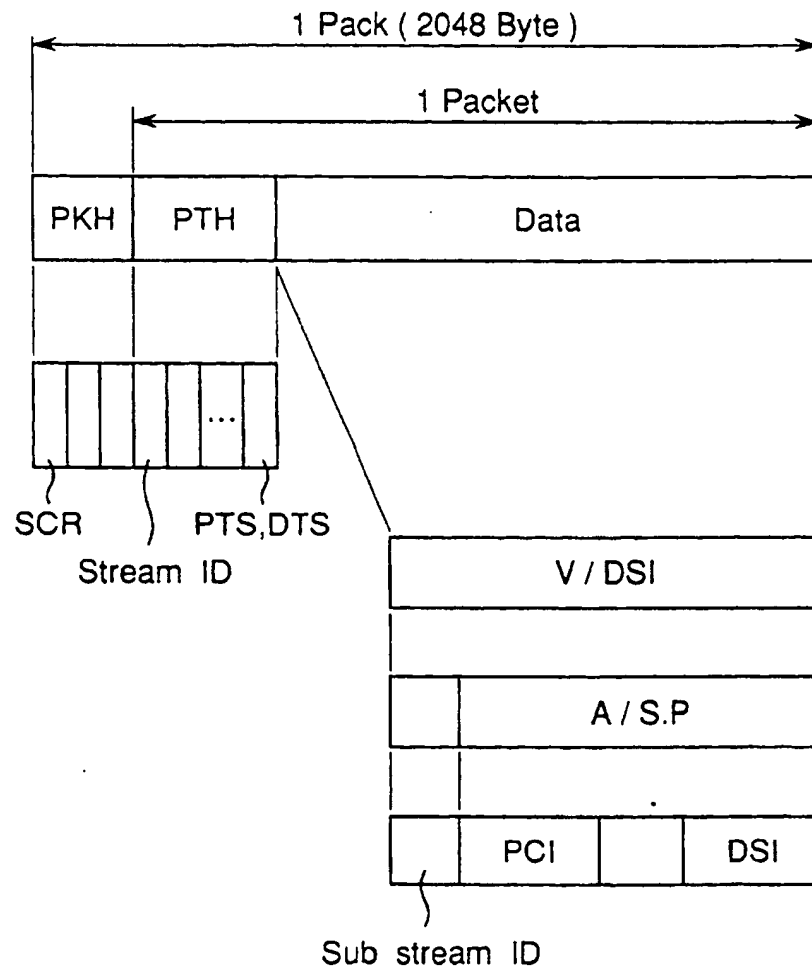 1 Pack ( 2048 Byte )
1 Packet
PKH PTH Data
...
SCR PTS,DTS
Stream ID
V / DSI
A / S.P
PCI DSI
Sub stream ID